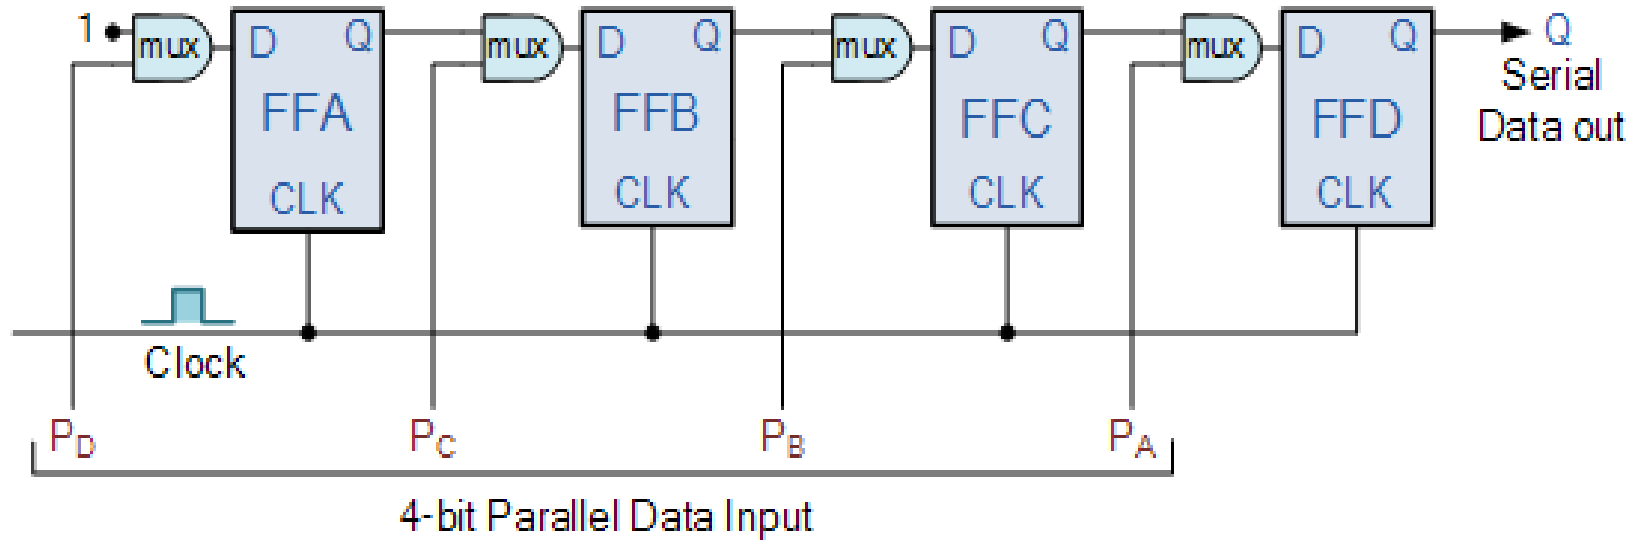 1
mux
D
Q
FFA
CLK
mux
D
Q
FFB
CLK
mux
D
Q
FFC
CLK
mux
D
Q
FFD
CLK
Q
Serial
Data out
Clock
PD
PC
PB
PA
4-bit Parallel Data Input